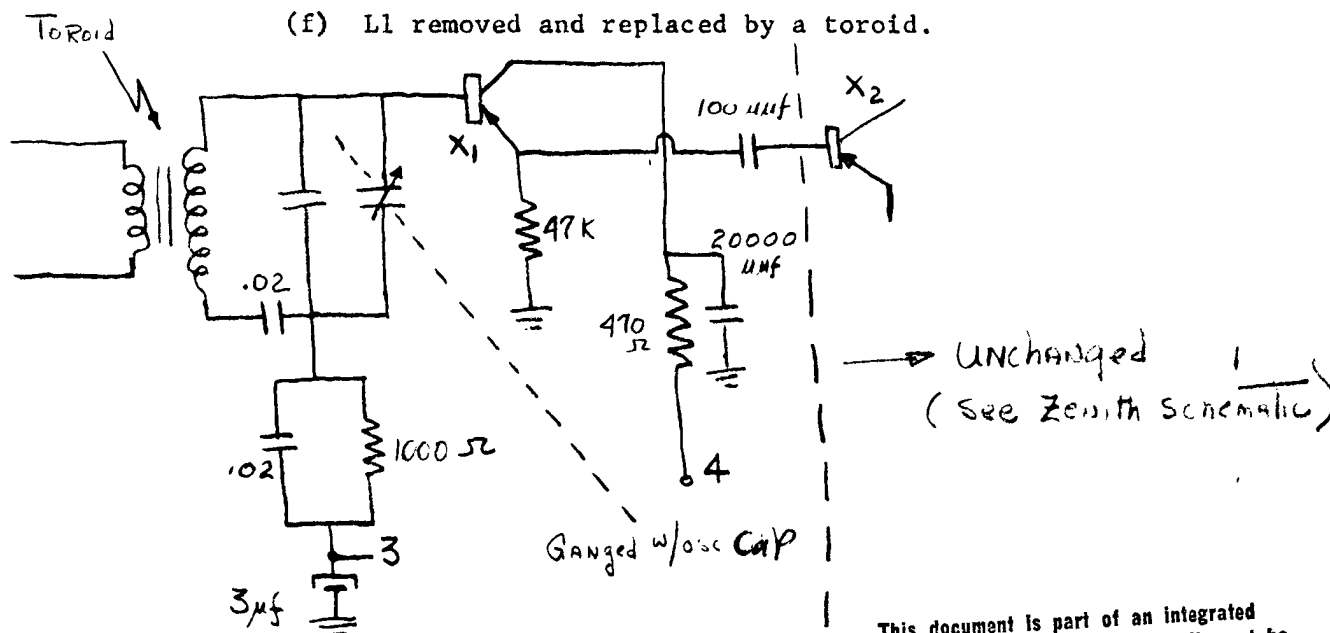 (f) L1 removed and replaced by a toroid.
ToRoid
X1
100 μμf
X2
47K
20000
μμf
.02
470
Ω
UNchanged
(See Zenith Schematic)
1000 Ω
.02
4
3
GANged w/osc Cap
3μf
This document is part of an integrated